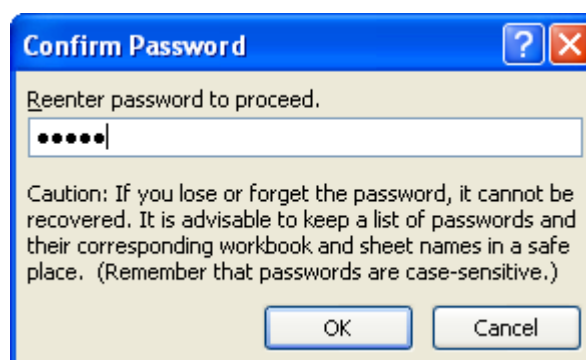 Confirm Password
Reenter password to proceed.
•••••
Caution: If you lose or forget the password, it cannot be
recovered. It is advisable to keep a list of passwords and
their corresponding workbook and sheet names in a safe
place.  (Remember that passwords are case-sensitive.)
OK Cancel